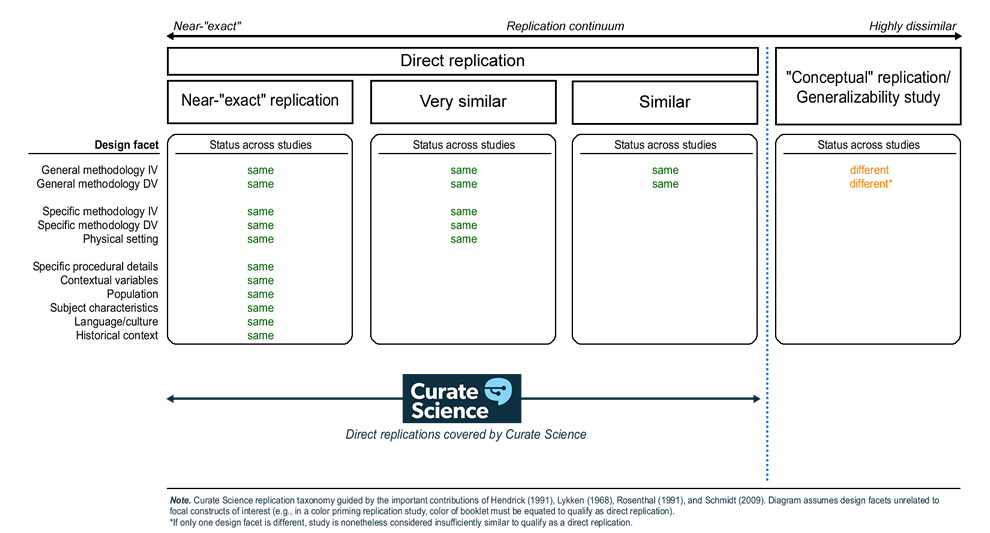 Near-"exact" Replication continuum Highly dissimilar
Direct replication
Near-"exact" replication Very similar Similar
"Conceptual" replication/
Generalizability study
Design facet Status across studies Status across studies Status across studies Status across studies
General methodology IV same same same different
General methodology DV same same same different*
Specific methodology IV same same
Specific methodology DV same same
Physical setting same same
Specific procedural details same
Contextual variables same
Population same
Subject characteristics same
Language/culture same
Historical context same
Curate
Science
Direct replications covered by Curate Science
Note. Curate Science replication taxonomy guided by the important contributions of Hendrick (1991), Lykken (1968), Rosenthal (1991), and Schmidt (2009). Diagram assumes design facets unrelated to
focal constructs of interest (e.g., in a color priming replication study, color of booklet must be equated to qualify as direct replication).
*If only one design facet is different, study is nonetheless considered insufficiently similar to qualify as a direct replication.